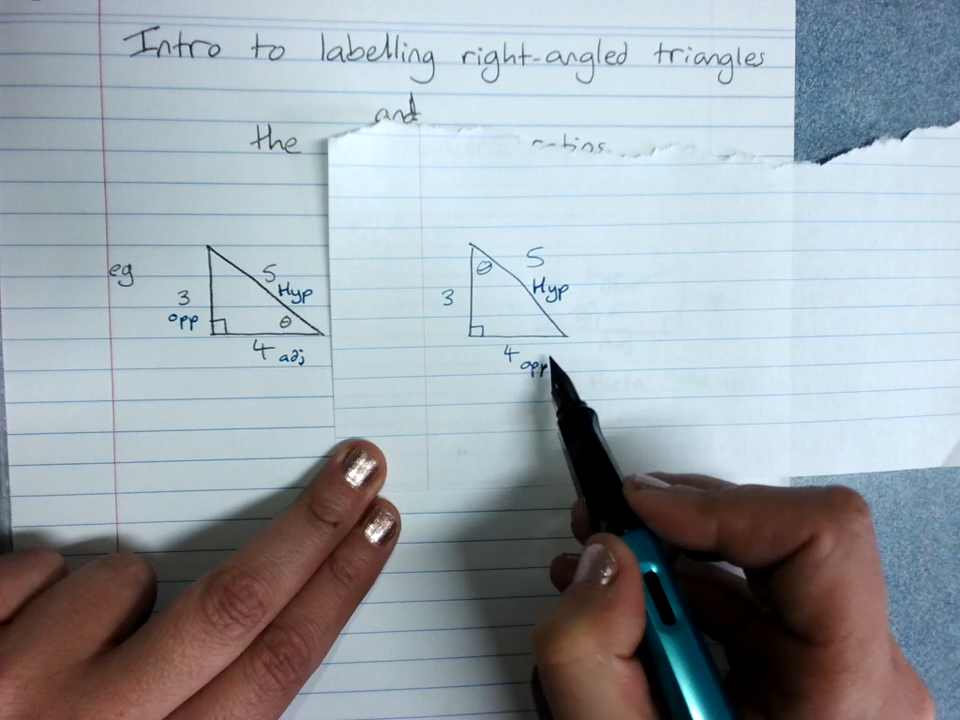 Intro to labelling right-angled triangles
and
the
eg
3
opp
5
Hyp
θ
4 adj
θ
5
Hyp
3
4 opp